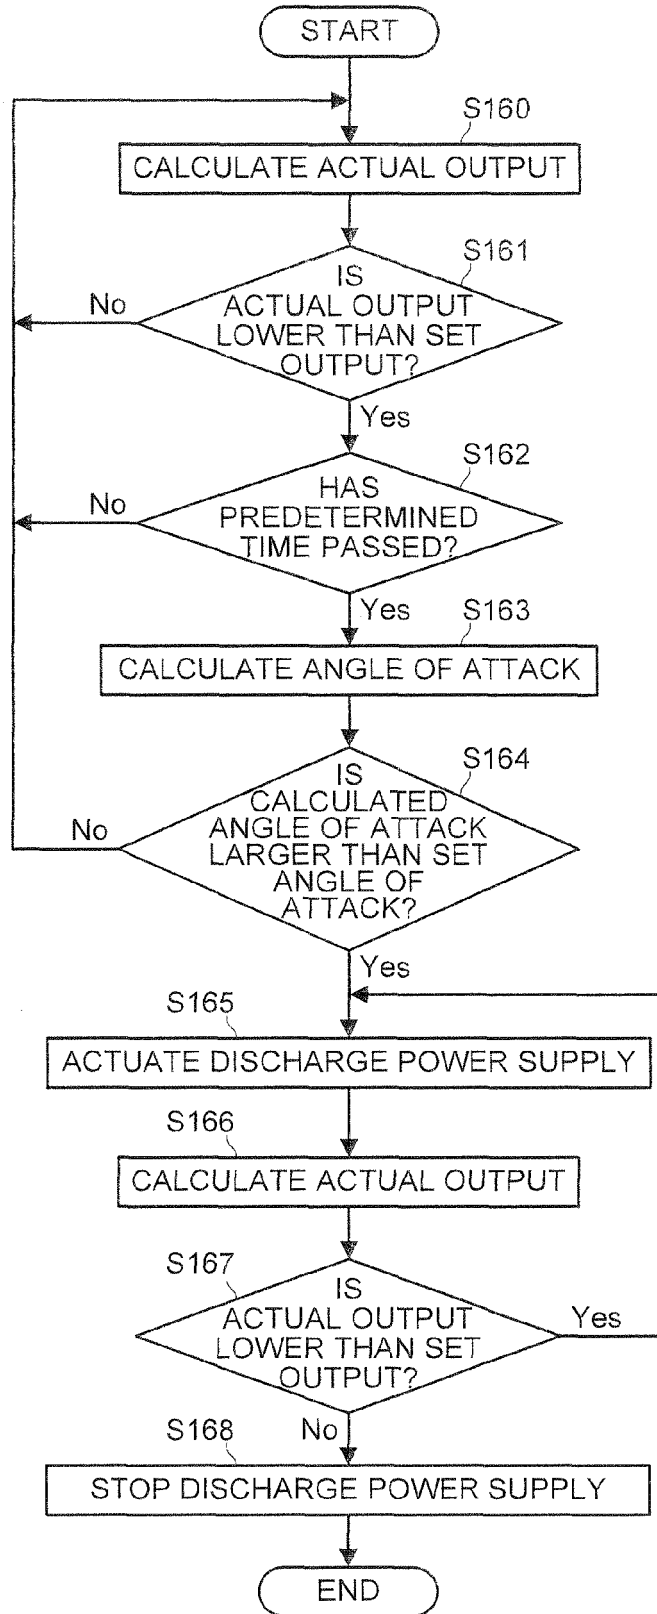 START
S160
CALCULATE ACTUAL OUTPUT
S161
IS
ACTUAL OUTPUT
LOWER THAN SET
OUTPUT?
No
Yes
S162
HAS
PREDETERMINED
TIME PASSED?
No
Yes
S163
CALCULATE ANGLE OF ATTACK
S164
IS
CALCULATED
ANGLE OF ATTACK
LARGER THAN SET
ANGLE OF
ATTACK?
No
Yes
S165
ACTUATE DISCHARGE POWER SUPPLY
S166
CALCULATE ACTUAL OUTPUT
S167
IS
ACTUAL OUTPUT
LOWER THAN SET
OUTPUT?
Yes
No
S168
STOP DISCHARGE POWER SUPPLY
END